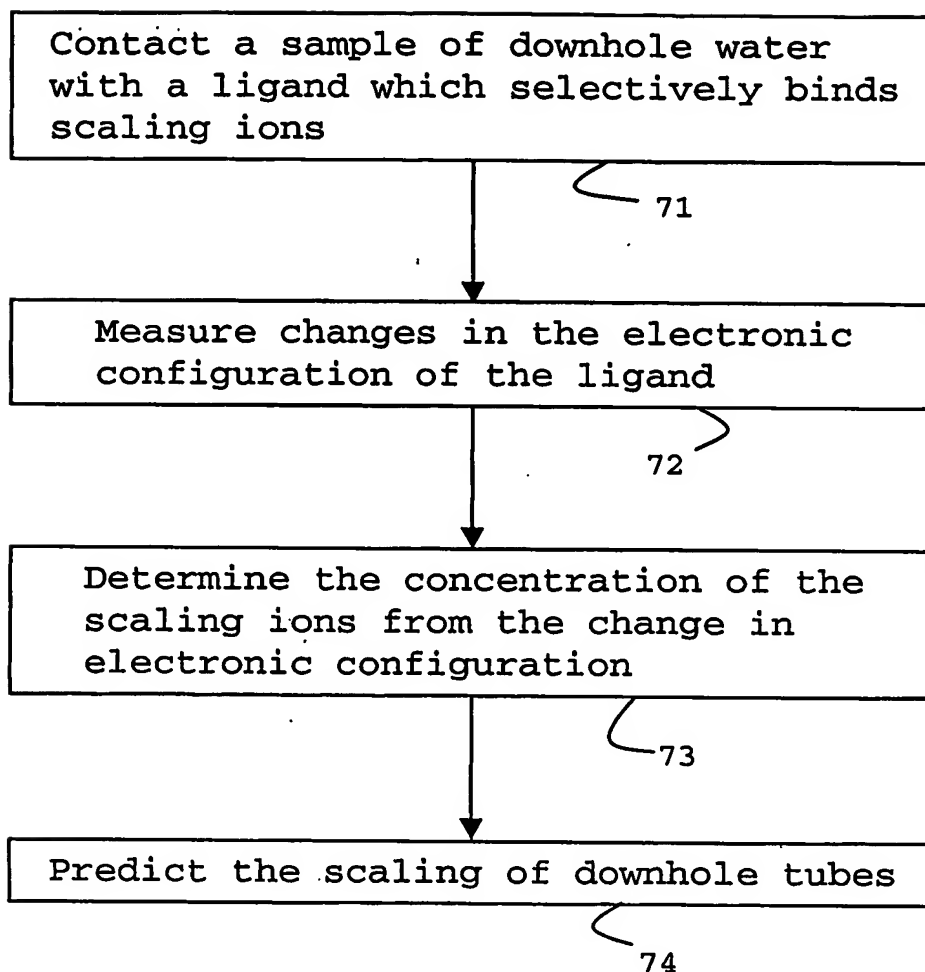 Contact a sample of downhole water
with a ligand which selectively binds
scaling ions
71
Measure changes in the electronic
configuration of the ligand
72
Determine the concentration of the
scaling ions from the change in
electronic configuration
73
Predict the scaling of downhole tubes
74